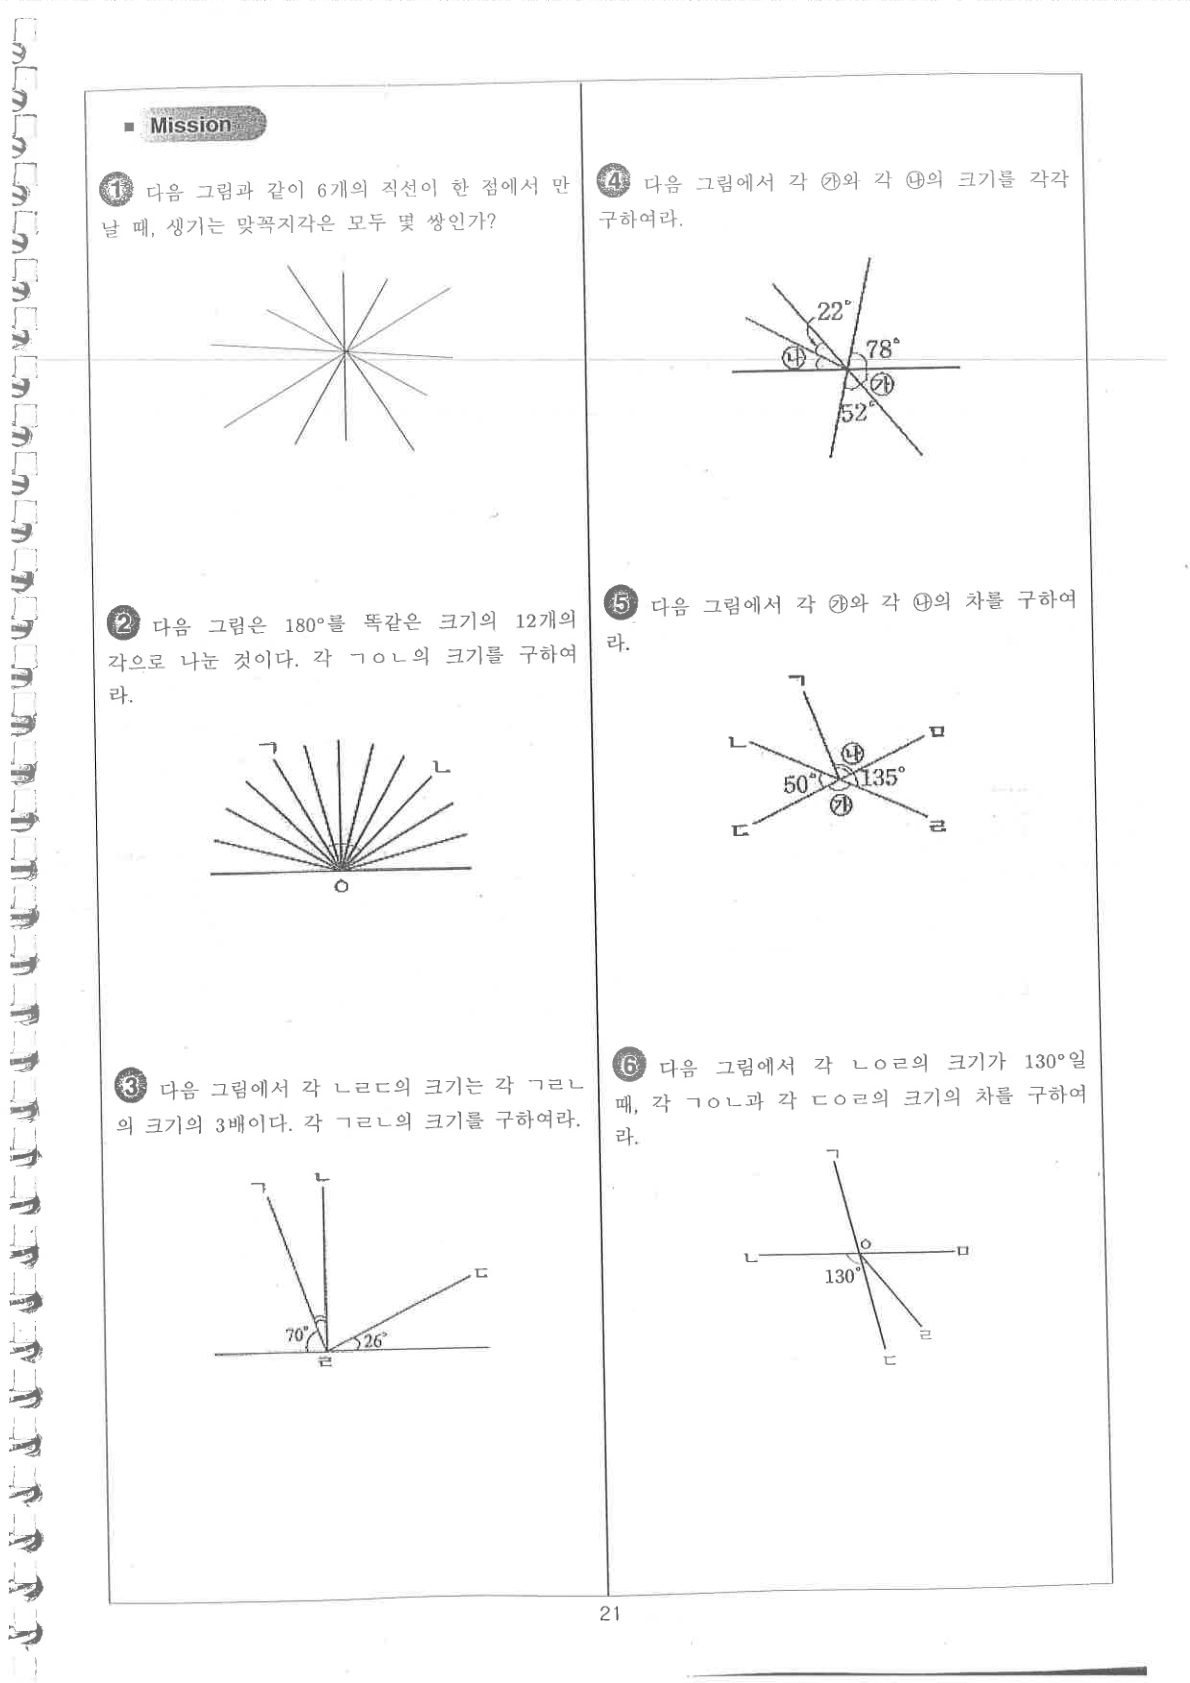 Mission
1 다음 그림과 같이 6개의 직선이 한 점에서 만
날 때, 생기는 맞꼭지각은 모두 몇 쌍인가?
2 다음 그림은 180°를 똑같은 크기의 12개의
각으로 나눈 것이다. 각 ㄱㅇㄴ의 크기를 구하여
라.
ㄱ
ㄴ
ㅇ
3 다음 그림에서 각 ㄴㄹㄷ의 크기는 각 ㄱㄹㄴ
의 크기의 3배이다. 각 ㄱㄹㄴ의 크기를 구하여라.
ㄱ
ㄴ
ㄷ
70°
26°
ㄹ
4 다음 그림에서 각 ㉮와 각 ㉯의 크기를 각각
구하여라.
22°
㉯
78°
㉮
52°
5 다음 그림에서 각 ㉮와 각 ㉯의 차를 구하여
라.
ㄱ
ㄴ
ㅁ
㉯
50°
135°
㉮
ㄷ
ㄹ
6 다음 그림에서 각 ㄴㅇㄹ의 크기가 130°일
때, 각 ㄱㅇㄴ과 각 ㄷㅇㄹ의 크기의 차를 구하여
라.
ㄱ
ㅇ
ㄴ
ㅁ
130°
ㄹ
ㄷ
21